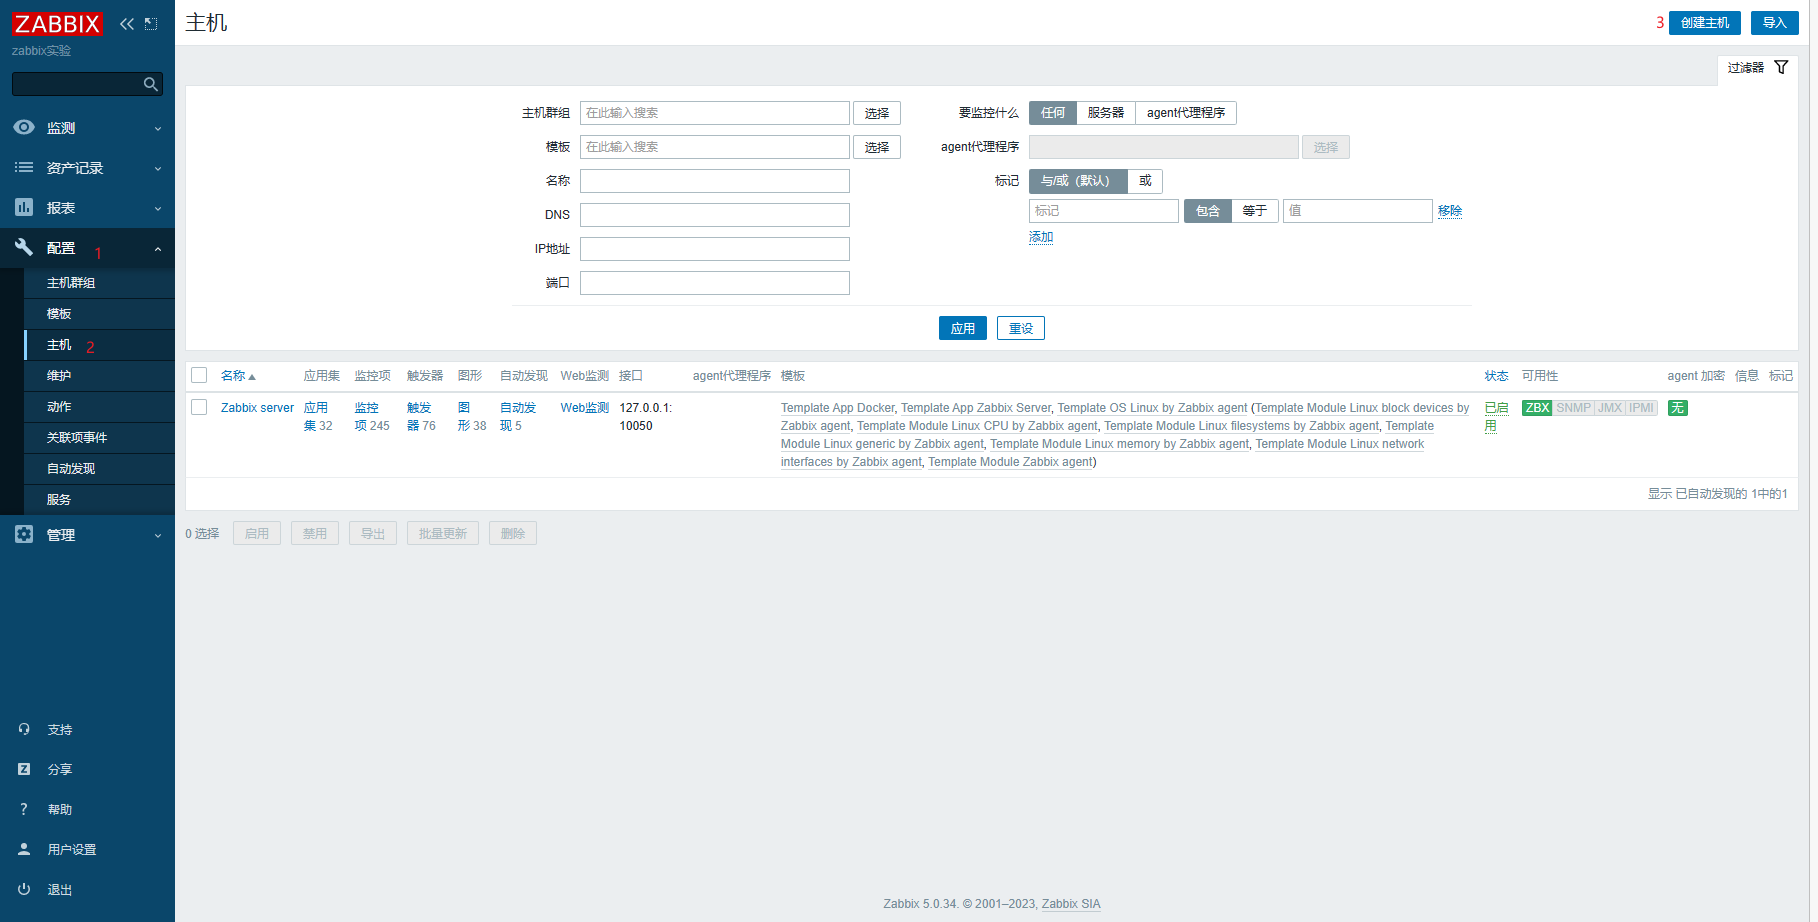 ZABBIX
zabbix实验
监测
资产记录
报表
配置 1
主机群组
模板
主机 2
维护
动作
关联项事件
自动发现
服务
管理
支持
分享
? 帮助
用户设置
退出
主机
3 创建主机 导入
过滤器
主机群组 在此输入搜索 选择
模板 在此输入搜索 选择
名称
DNS
IP地址
端口
要监控什么 任何 服务器 agent代理程序
agent代理程序 选择
标记 与/或（默认） 或
标记 包含 等于 值 移除
添加
应用 重设
名称 应用集 监控项 触发器 图形 自动发现 Web监测 接口 agent代理程序 模板 状态 可用性 agent 加密 信息 标记
Zabbix server 应用 监控 触发 图 自动发 Web监测 127.0.0.1: Template App Docker, Template App Zabbix Server, Template OS Linux by Zabbix agent (Template Module Linux block devices by 已启 ZBX SNMP JMX IPMI 无
集 32 项 245 器 76 形 38 现 5 10050 Zabbix agent, Template Module Linux CPU by Zabbix agent, Template Module Linux filesystems by Zabbix agent, Template 用
Module Linux generic by Zabbix agent, Template Module Linux memory by Zabbix agent, Template Module Linux network
interfaces by Zabbix agent, Template Module Zabbix agent)
显示 已自动发现的 1中的1
0 选择 启用 禁用 导出 批量更新 删除
Zabbix 5.0.34. © 2001–2023, Zabbix SIA